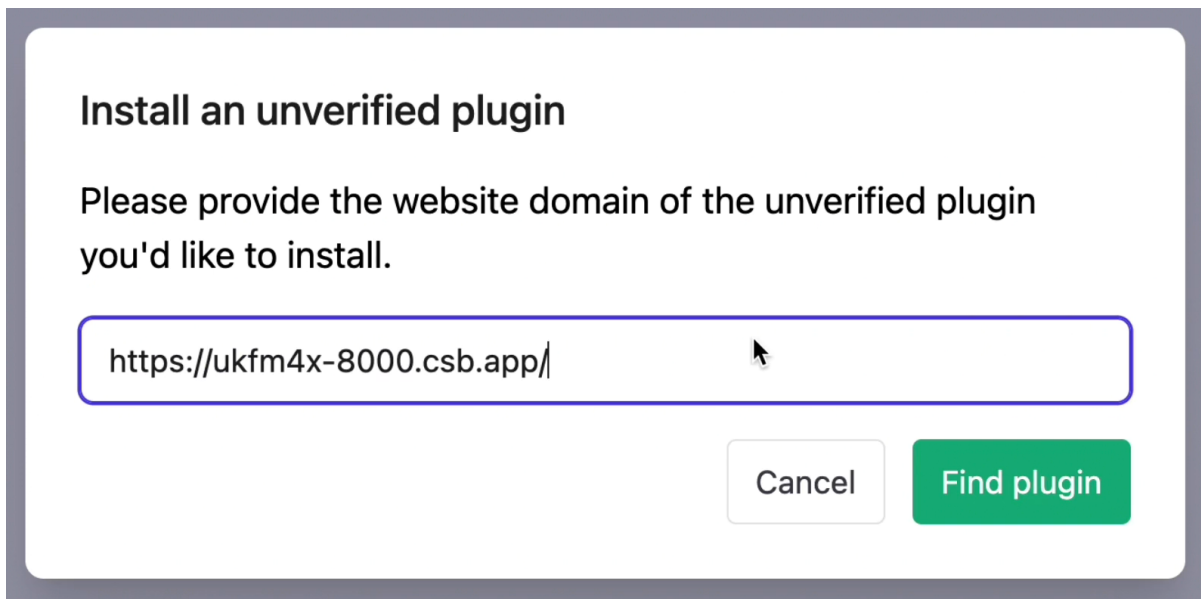 Install an unverified plugin
Please provide the website domain of the unverified plugin
you'd like to install.
https://ukfm4x-8000.csb.app/
Cancel
Find plugin